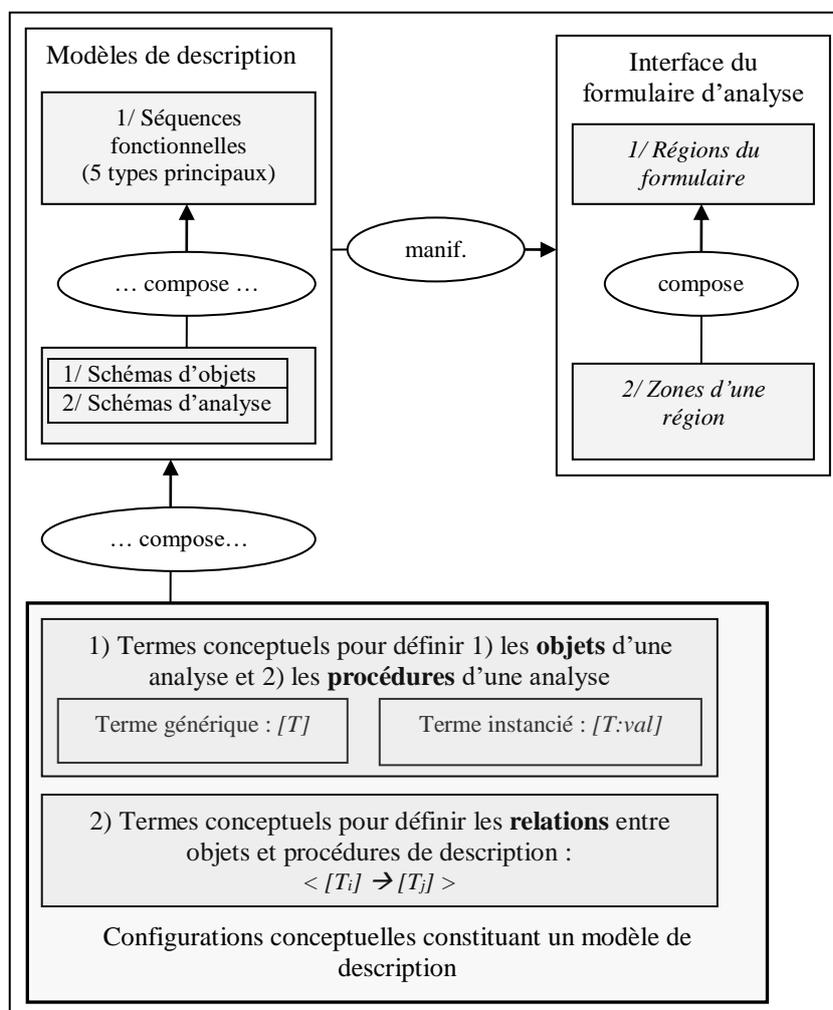 Modèles de description
1/ Séquences
fonctionnelles
(5 types principaux)
… compose …
1/ Schémas d’objets
2/ Schémas d’analyse
manif.
Interface du
formulaire d’analyse
1/ Régions du
formulaire
compose
2/ Zones d’une
région
… compose…
1) Termes conceptuels pour définir 1) les objets d’une
analyse et 2) les procédures d’une analyse
Terme générique : [T]
Terme instancié : [T:val]
2) Termes conceptuels pour définir les relations entre
objets et procédures de description :
< [Ti] → [Tj] >
Configurations conceptuelles constituant un modèle de
description